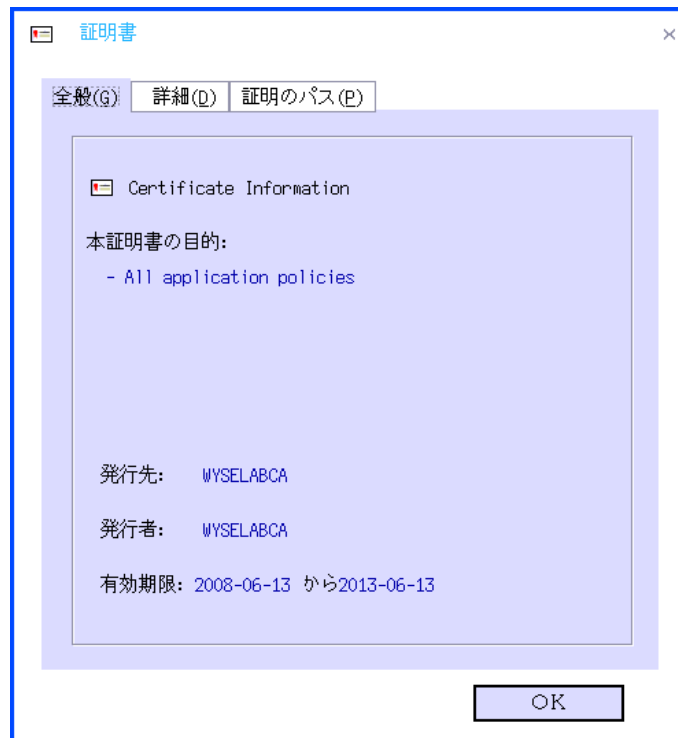 証明書
全般(G) 詳細(D) 証明のパス(P)
Certificate Information
本証明書の目的:
- All application policies
発行先: WYSELABCA
発行者: WYSELABCA
有効期限: 2008-06-13 から2013-06-13
OK